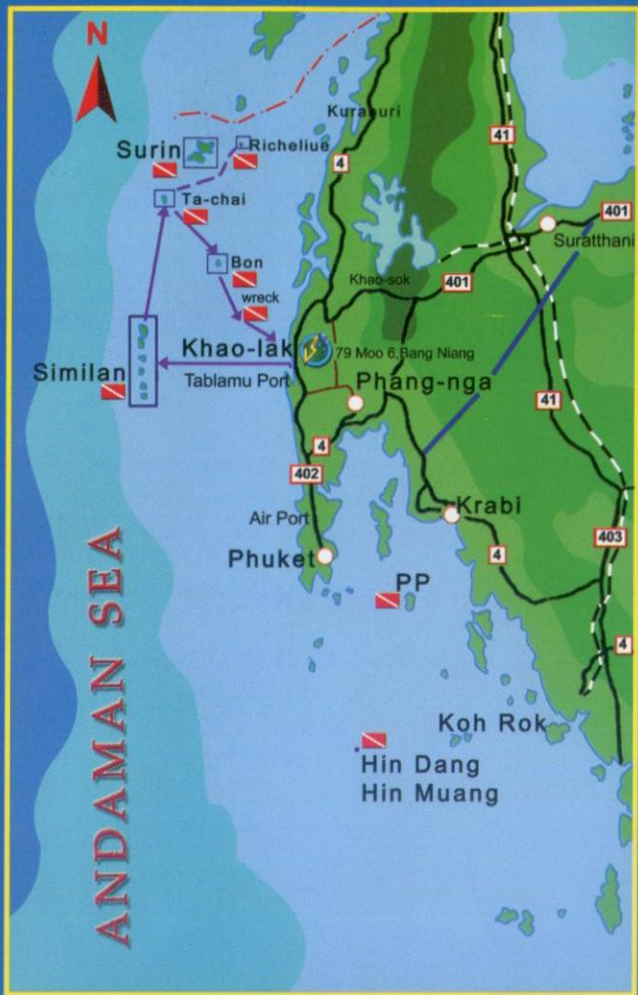 N
Kuraburi
Surin
Richeliue
4
41
401
Ta-chai
Suratthani
Bon
Khao-sok
401
wreck
Khao-lak
79 Moo 6,Bang Niang
Similan
Tablamu Port
Phang-nga
41
4
402
Krabi
Air Port
403
Phuket
4
PP
4
ANDAMAN SEA
Koh Rok
Hin Dang
Hin Muang